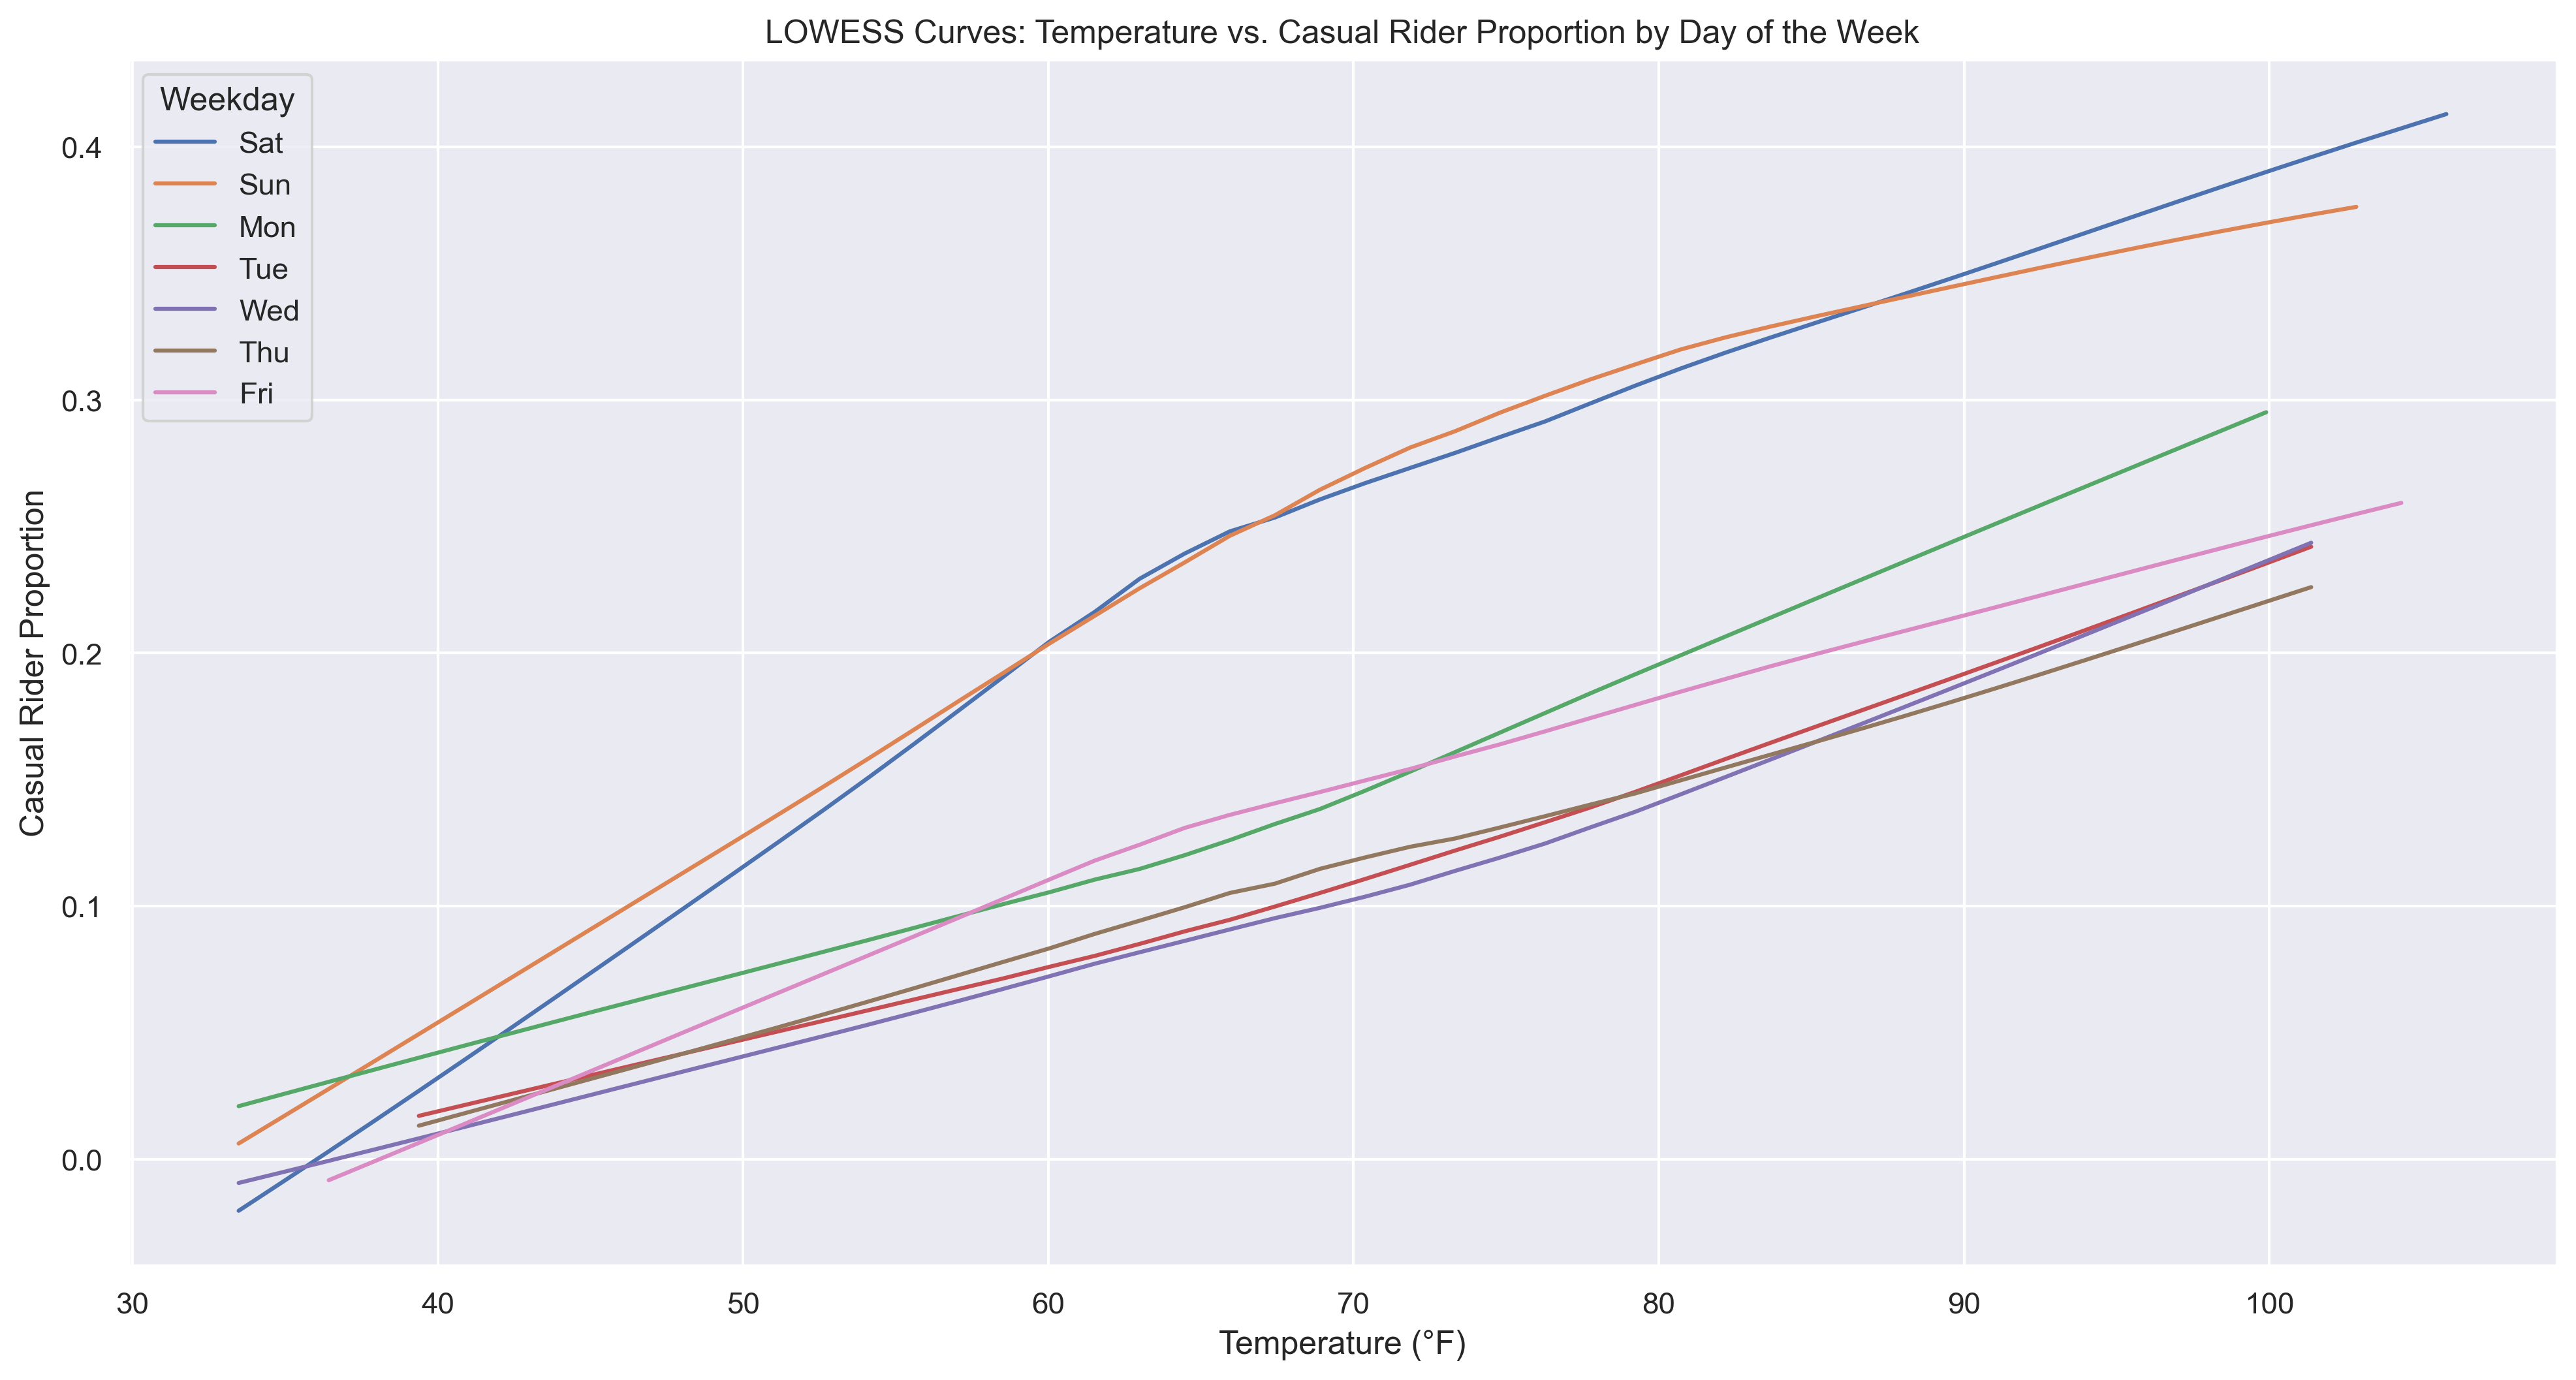 LOWESS Curves: Temperature vs. Casual Rider Proportion by Day of the Week
Weekday
Sat
Sun
Mon
Tue
Wed
Thu
Fri
0.4
0.3
0.2
0.1
0.0
Casual Rider Proportion
30 40 50 60 70 80 90 100
Temperature (°F)